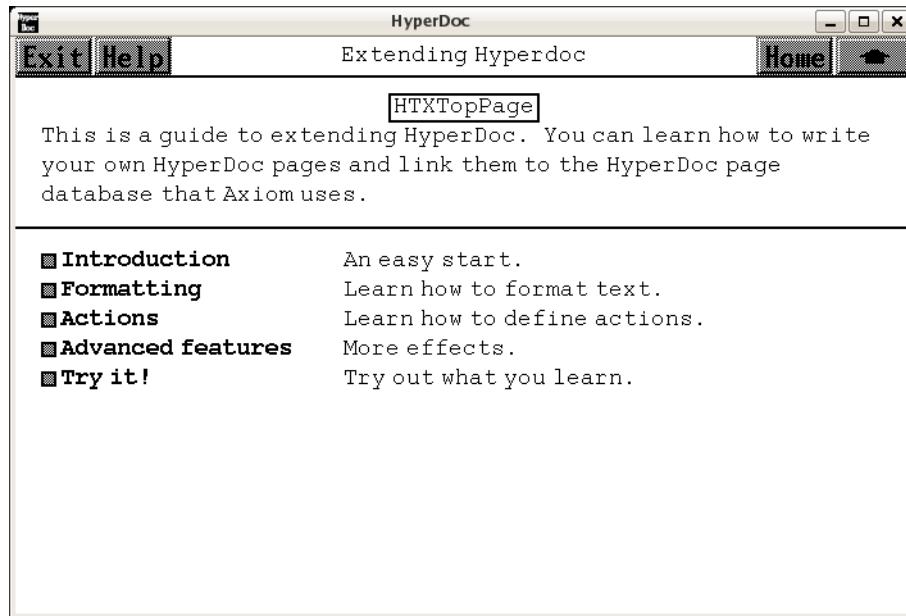 Hyper Doc
HyperDoc
Exit Help Extending Hyperdoc Home
HTXTopPage
This is a guide to extending HyperDoc. You can learn how to write
your own HyperDoc pages and link them to the HyperDoc page
database that Axiom uses.
Introduction An easy start.
Formatting Learn how to format text.
Actions Learn how to define actions.
Advanced features More effects.
Try it! Try out what you learn.